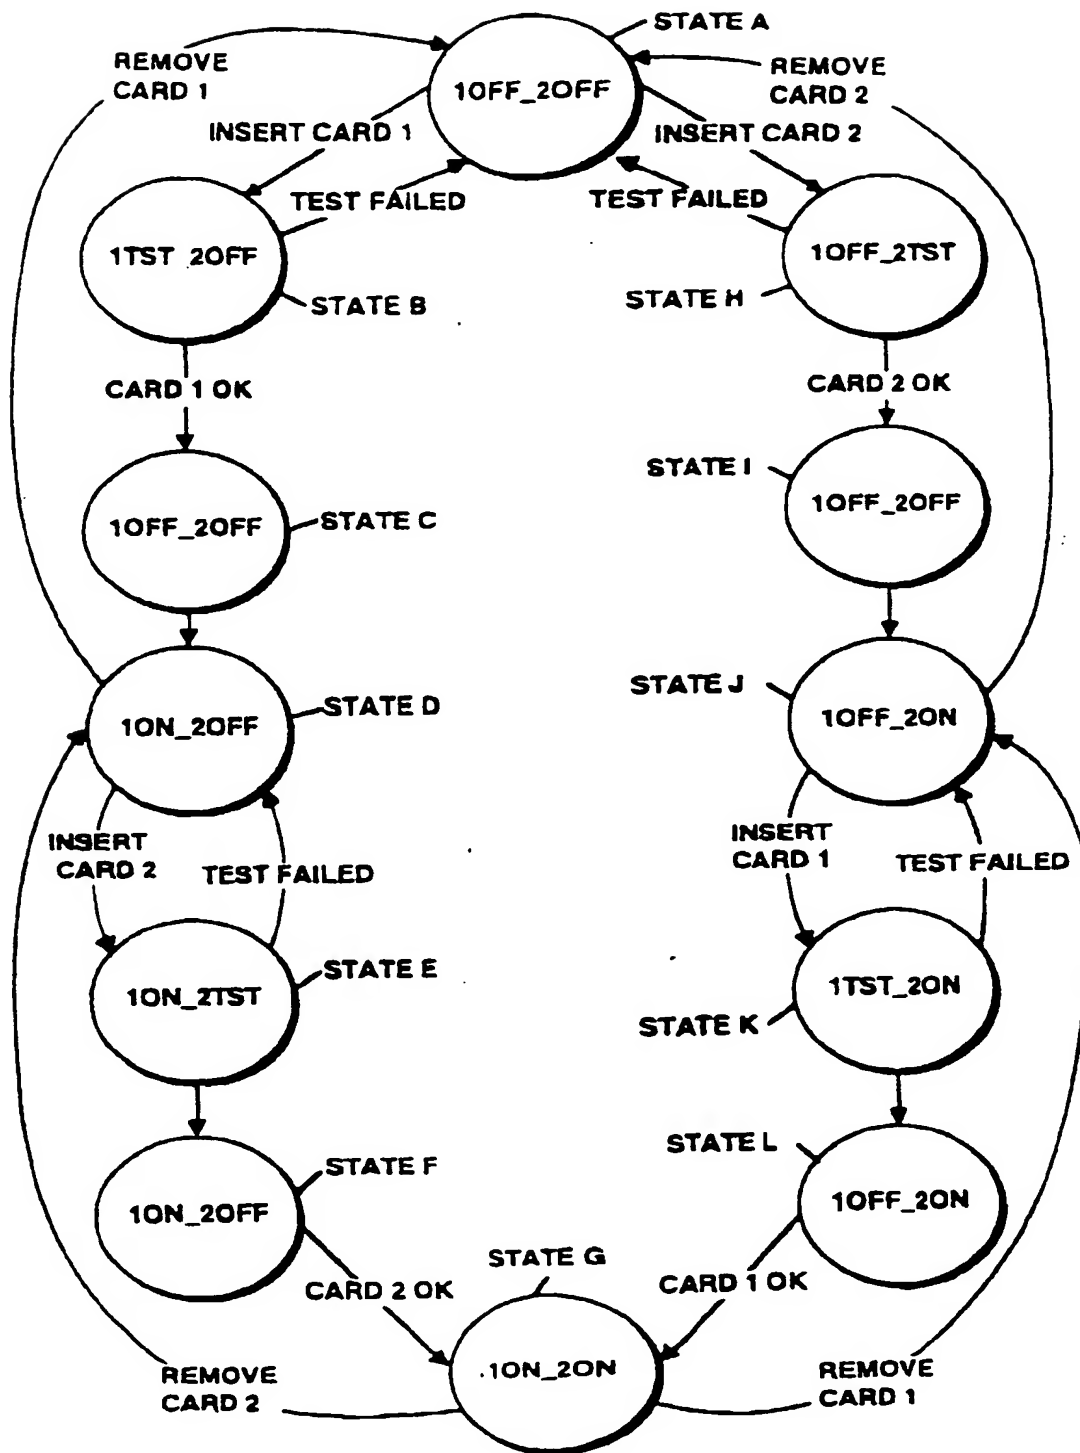 STATE A
REMOVE
CARD 1
1OFF_2OFF
REMOVE
CARD 2
INSERT CARD 1
INSERT CARD 2
TEST FAILED
TEST FAILED
1TST 2OFF
1OFF_2TST
STATE B
STATE H
CARD 1 OK
CARD 2 OK
STATE I
1OFF_2OFF
1OFF_2OFF
STATE C
STATE J
STATE D
1ON_2OFF
1OFF_2ON
INSERT
CARD 2
TEST FAILED
INSERT
CARD 1
TEST FAILED
STATE E
1ON_2TST
1TST_2ON
STATE K
STATE L
STATE F
1ON_2OFF
1OFF_2ON
STATE G
CARD 2 OK
CARD 1 OK
1ON_2ON
REMOVE
CARD 2
REMOVE
CARD 1